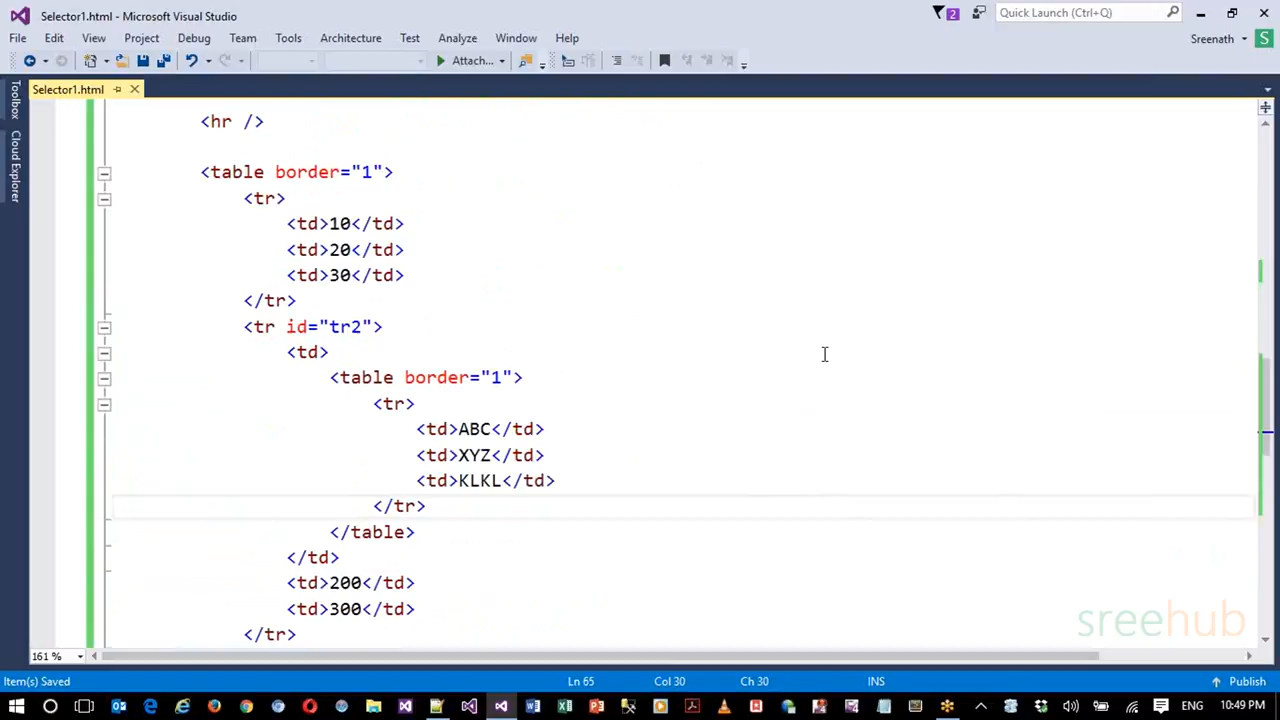 Selector1.html - Microsoft Visual Studio
2
Quick Launch (Ctrl+Q)
File Edit View Project Debug Team Tools Architecture Test Analyze Window Help
Sreenath
S
Attach...
Toolbox
Cloud Explorer
Selector1.html
<hr />
<table border="1">
<tr>
<td>10</td>
<td>20</td>
<td>30</td>
</tr>
<tr id="tr2">
<td>
<table border="1">
<tr>
<td>ABC</td>
<td>XYZ</td>
<td>KLKL</td>
</tr>
</table>
</td>
<td>200</td>
<td>300</td>
</tr>
sreehub
161 %
Item(s) Saved
Ln 65
Col 30
Ch 30
INS
Publish
ENG
10:49 PM